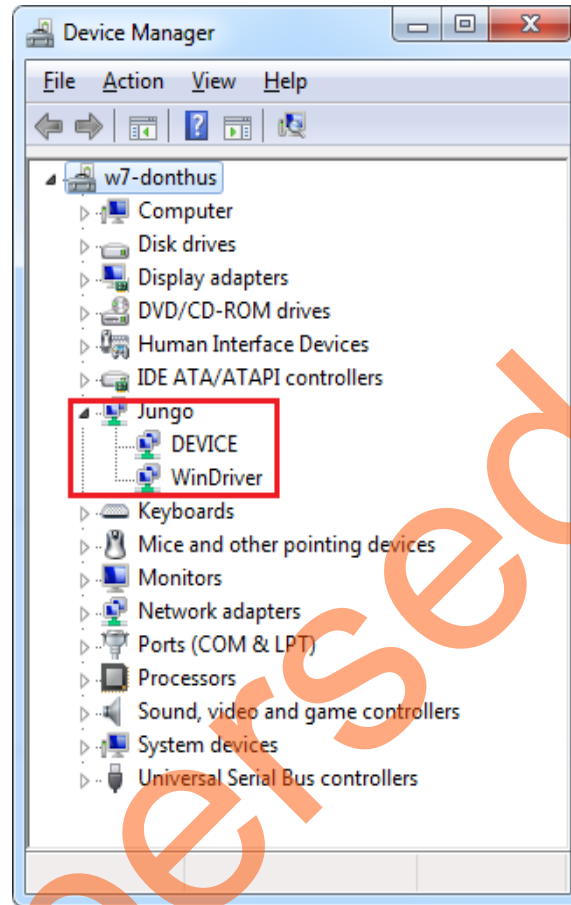 Device Manager
File Action View Help
w7-donthus
Computer
Disk drives
Display adapters
DVD/CD-ROM drives
Human Interface Devices
IDE ATA/ATAPI controllers
Jungo
DEVICE
WinDriver
Keyboards
Mice and other pointing devices
Monitors
Network adapters
Ports (COM & LPT)
Processors
Sound, video and game controllers
System devices
Universal Serial Bus controllers